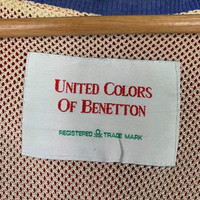 UNITED COLORS
OF BENETTON
REGISTERED TRADE MARK